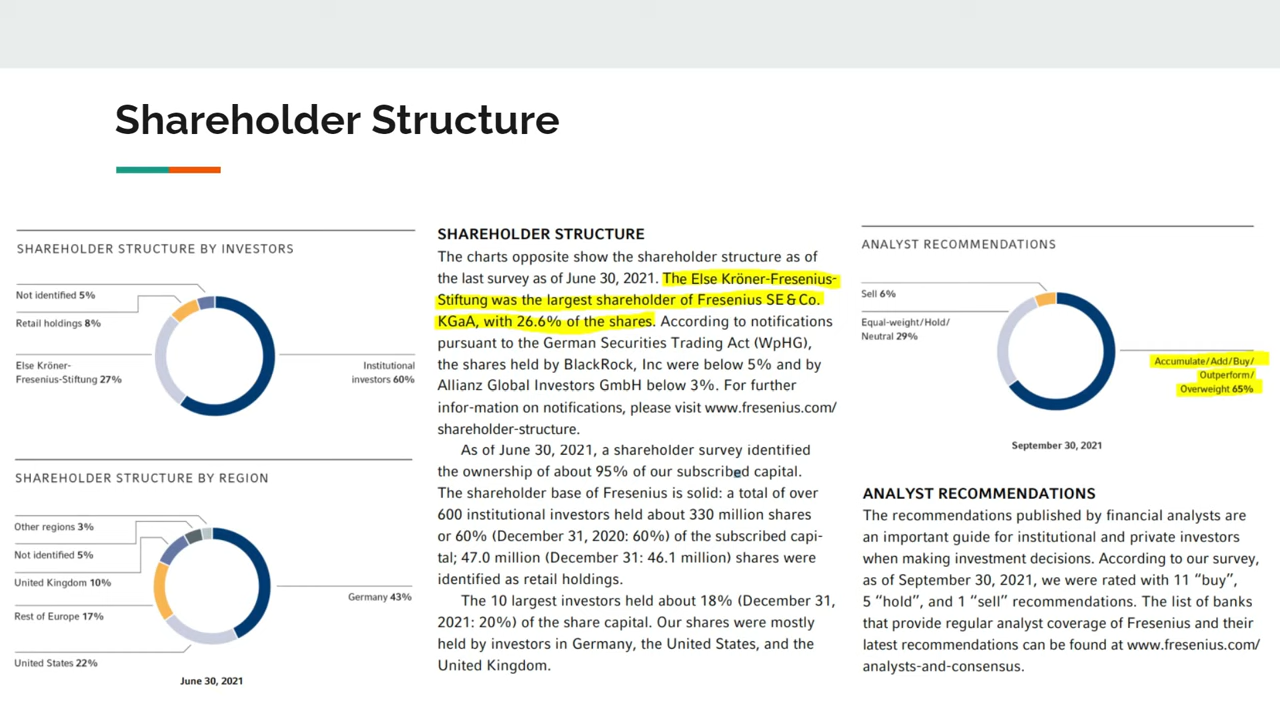 Shareholder Structure
SHAREHOLDER STRUCTURE BY INVESTORS
Not identified 5%
Retail holdings 8%
Else Kröner-
Fresenius-Stiftung 27%
Institutional
investors 60%
SHAREHOLDER STRUCTURE BY REGION
Other regions 3%
Not identified 5%
United Kingdom 10%
Rest of Europe 17%
United States 22%
Germany 43%
June 30, 2021
SHAREHOLDER STRUCTURE
The charts opposite show the shareholder structure as of
the last survey as of June 30, 2021. The Else Kröner-Fresenius-
Stiftung was the largest shareholder of Fresenius SE & Co.
KGaA, with 26.6% of the shares. According to notifications
pursuant to the German Securities Trading Act (WpHG),
the shares held by BlackRock, Inc were below 5% and by
Allianz Global Investors GmbH below 3%. For further
infor-mation on notifications, please visit www.fresenius.com/
shareholder-structure.
As of June 30, 2021, a shareholder survey identified
the ownership of about 95% of our subscribed capital.
The shareholder base of Fresenius is solid: a total of over
600 institutional investors held about 330 million shares
or 60% (December 31, 2020: 60%) of the subscribed capi-
tal; 47.0 million (December 31: 46.1 million) shares were
identified as retail holdings.
The 10 largest investors held about 18% (December 31,
2021: 20%) of the share capital. Our shares were mostly
held by investors in Germany, the United States, and the
United Kingdom.
ANALYST RECOMMENDATIONS
Sell 6%
Equal-weight/Hold/
Neutral 29%
Accumulate/Add/Buy/
Outperform/
Overweight 65%
September 30, 2021
ANALYST RECOMMENDATIONS
The recommendations published by financial analysts are
an important guide for institutional and private investors
when making investment decisions. According to our survey,
as of September 30, 2021, we were rated with 11 "buy",
5 "hold", and 1 "sell" recommendations. The list of banks
that provide regular analyst coverage of Fresenius and their
latest recommendations can be found at www.fresenius.com/
analysts-and-consensus.